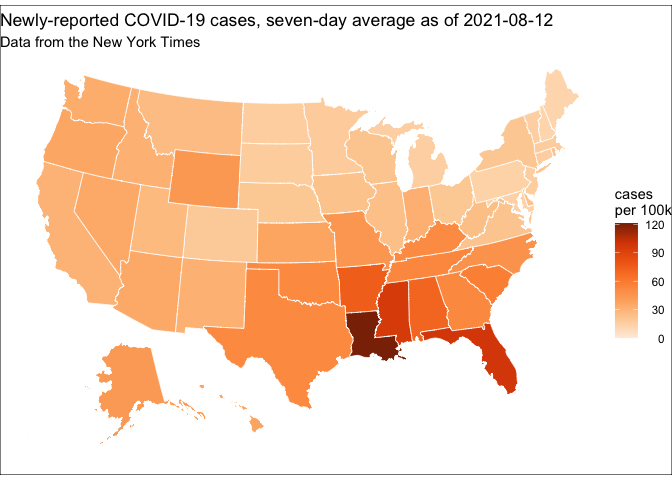 Newly-reported COVID-19 cases, seven-day average as of 2021-08-12
Data from the New York Times
cases
per 100k
120
90
60
30
0